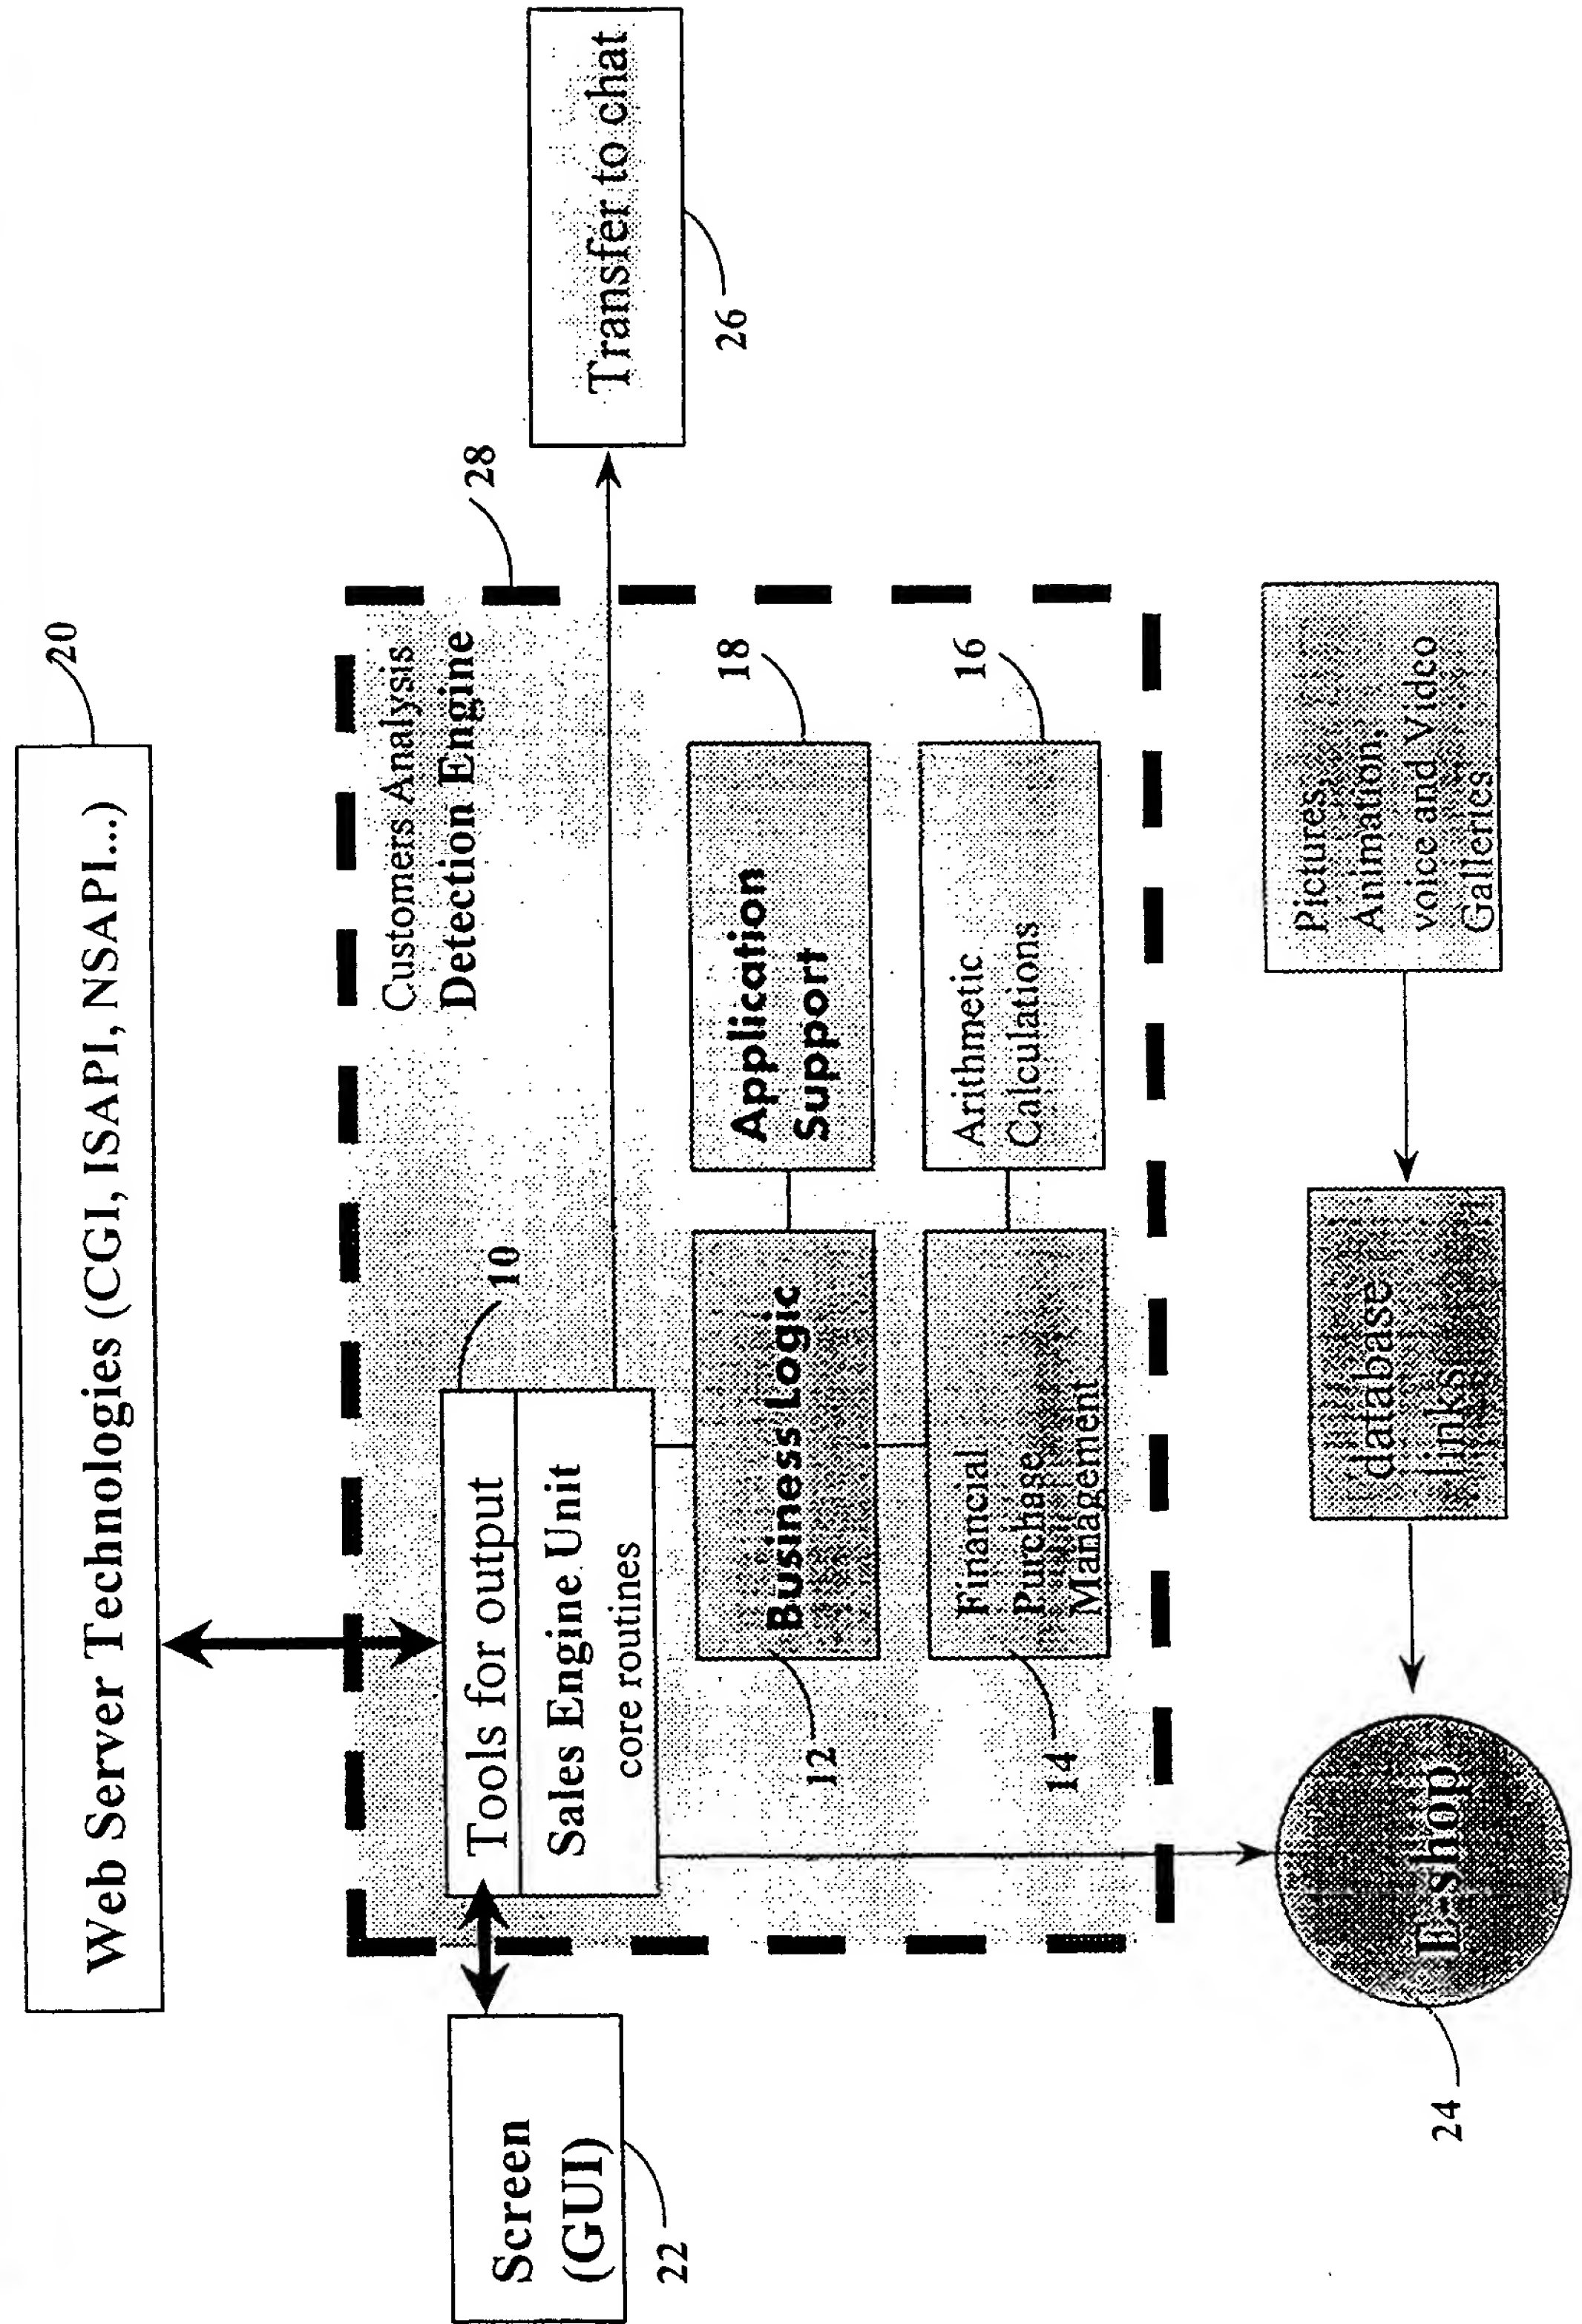 Web Server Technologies (CGI, ISAPI, NSAPI...)
20
Customers Analysis
Detection Engine
28
Screen
(GUI)
22
Tools for output
Sales Engine Unit
core routines
10
Transfer to chat
26
Business Logic
12
Application
Support
18
Financial
Purchase
Management
14
Arithmetic
Calculations
16
E-shop
24
database
links
Pictures,
Animation,
voice and Video
Galleries